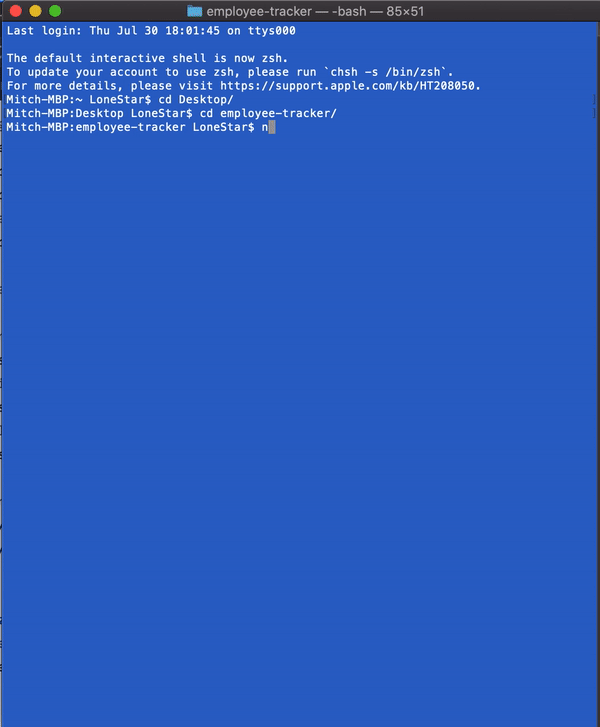 employee-tracker — -bash — 85×51
Last login: Thu Jul 30 18:01:45 on ttys000
The default interactive shell is now zsh.
To update your account to use zsh, please run `chsh -s /bin/zsh`.
For more details, please visit https://support.apple.com/kb/HT208050.
Mitch-MBP:~ LoneStar$ cd Desktop/
Mitch-MBP:Desktop LoneStar$ cd employee-tracker/
Mitch-MBP:employee-tracker LoneStar$ n